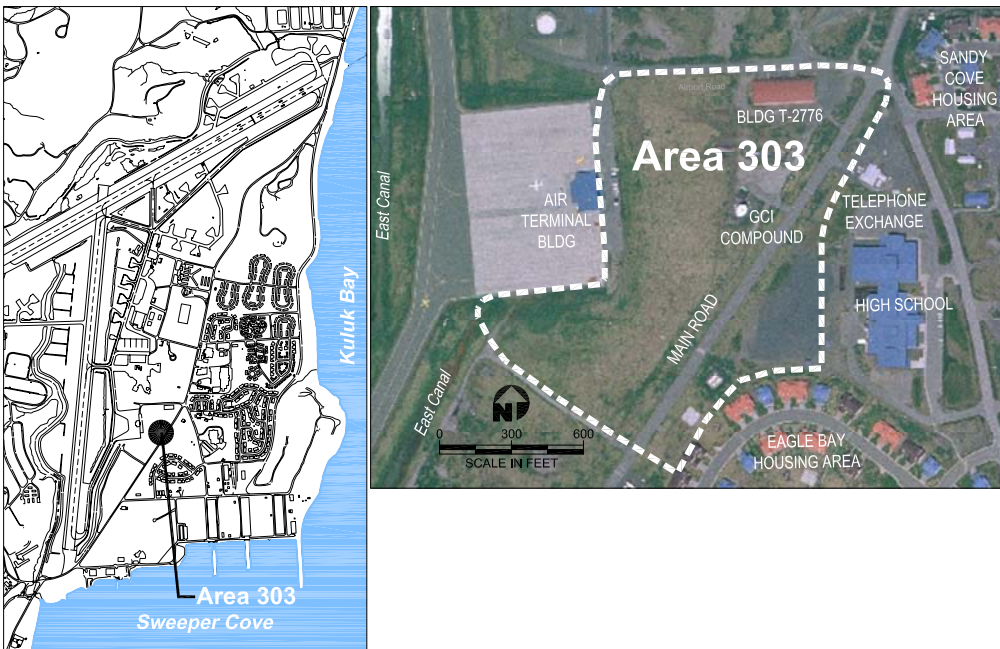 Kuluk Bay
Area 303
Sweeper Cove
East Canal
Airport Road
BLDG T-2776
SANDY
COVE
HOUSING
AREA
Area 303
AIR
TERMINAL
BLDG
GCI
COMPOUND
TELEPHONE
EXCHANGE
HIGH SCHOOL
MAIN ROAD
East Canal
N
0 300 600
SCALE IN FEET
EAGLE BAY
HOUSING AREA